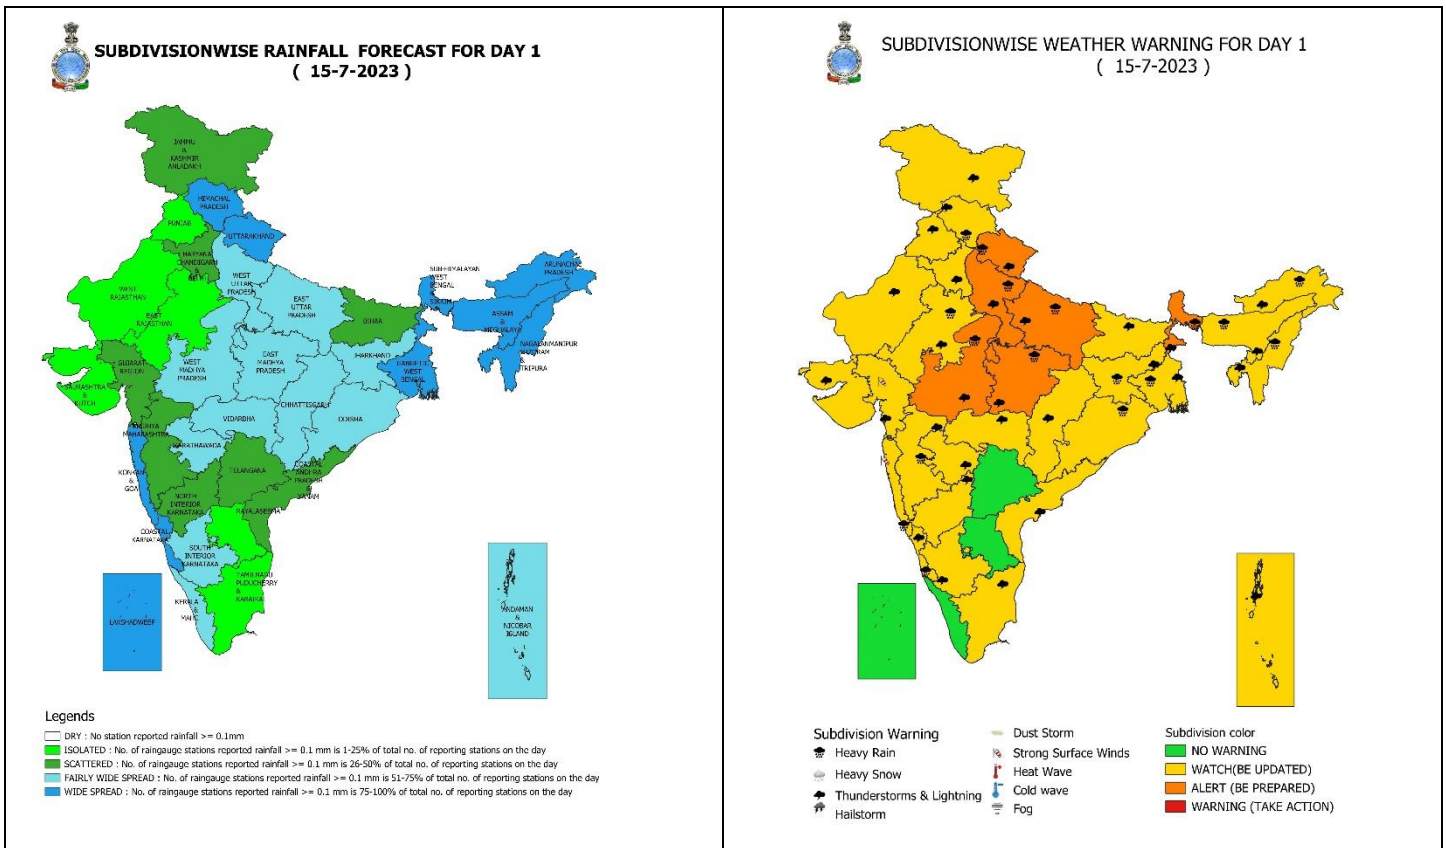 SUBDIVISIONWISE RAINFALL FORECAST FOR DAY 1
( 15-7-2023 )
JAMMU
&
KASHMIR
HIMACHAL
PRADESH
PUNJAB
UTTARAKHAND
HARYANA
CHANDIGARH
&
WEST
UTTAR
PRADESH
WEST
RAJASTHAN
EAST
RAJASTHAN
EAST
UTTAR
PRADESH
BIHAR
SUB-HIMALAYAN
WEST
BENGAL
&
SIKKIM
ARUNACHAL
PRADESH
ASSAM
&
MEGHALAYA
NAGALANMANIPUR
MIZORAM
&
TRIPURA
GUJARAT
REGION
SAURASHTRA
&
KUTCH
WEST
MADHYA
PRADESH
EAST
MADHYA
PRADESH
JHARKHAND
GANGETIC
WEST
BENGAL
CHHATTISGARH
ODISHA
VIDARBHA
MADHYA
MAHARASHTRA
MARATHAWADA
KONKAN
&
GOA
TELANGANA
COASTAL
ANDHRA
PRADESH
&
YANAM
NORTH
INTERIOR
KARNATAKA
RAYALASEEMA
COASTAL
KARNATAKA
SOUTH
INTERIOR
KARNATAKA
TAMILNADU
PUDUCHERRY
&
KARAIKA
KERALA
&
MAHE
LAKSHADWEEP
ANDAMAN
&
NICOBAR
ISLAND
Legends
DRY : No station reported rainfall >= 0.1mm
ISOLATED : No. of raingauge stations reported rainfall >= 0.1 mm is 1-25% of total no. of reporting stations on the day
SCATTERED : No. of raingauge stations reported rainfall >= 0.1 mm is 26-50% of total no. of reporting stations on the day
FAIRLY WIDE SPREAD : No. of raingauge stations reported rainfall >= 0.1 mm is 51-75% of total no. of reporting stations on the day
WIDE SPREAD : No. of raingauge stations reported rainfall >= 0.1 mm is 75-100% of total no. of reporting stations on the day
SUBDIVISIONWISE WEATHER WARNING FOR DAY 1
( 15-7-2023 )
Subdivision Warning
Heavy Rain
Heavy Snow
Thunderstorms & Lightning
Hailstorm
Dust Storm
Strong Surface Winds
Heat Wave
Cold wave
Fog
Subdivision color
NO WARNING
WATCH(BE UPDATED)
ALERT (BE PREPARED)
WARNING (TAKE ACTION)